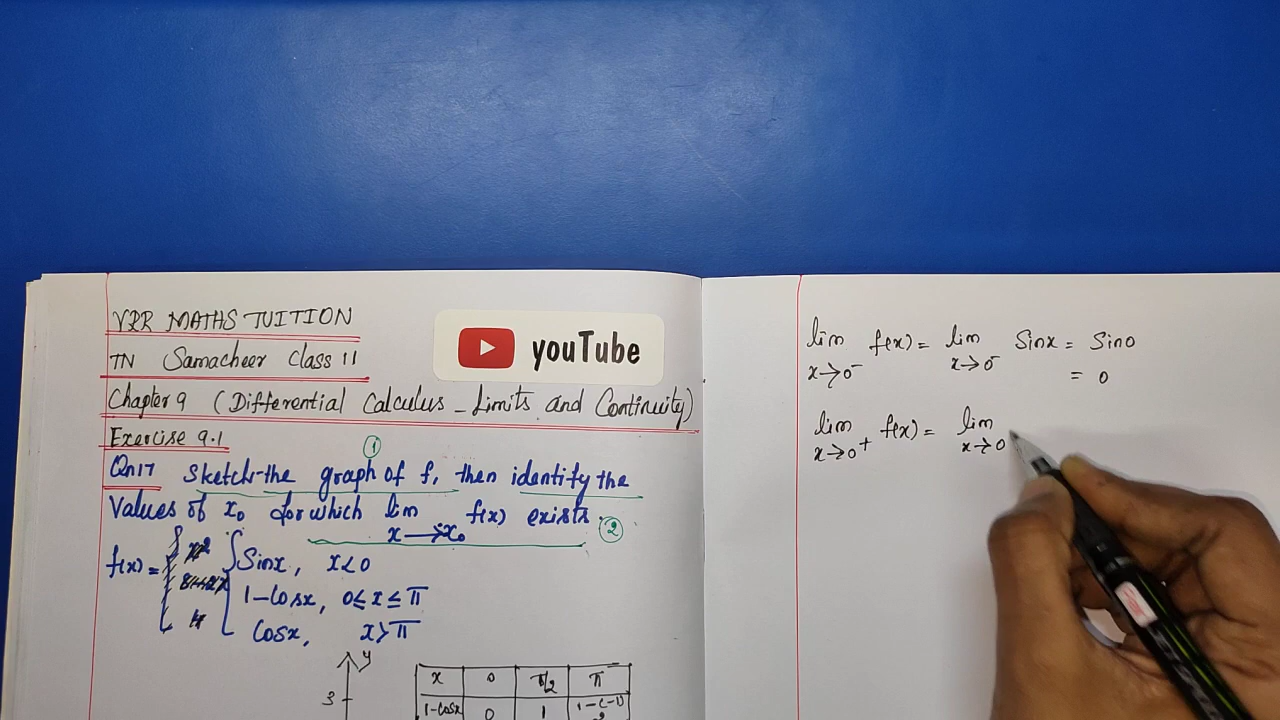 VRR MATHS TUITION
TN Samacheer Class 11
youTube
Chapter 9 (Differential Calculus - Limits and Continuity)
Exercise 9.1
①
Qn17 Sketch the graph of f, then identify the
Values of x₀ for which lim f(x) exists.
x→x₀ ②
f(x) = { Sinx, x<0
1-Cosx, 0≤x≤π
Cosx, x>π
y
3
x 0 π/2 π
1-cosx 0 1 1-(-1)
lim f(x) = lim Sinx = Sin0
x→0⁻ x→0⁻ = 0
lim f(x) = lim
x→0⁺ x→0